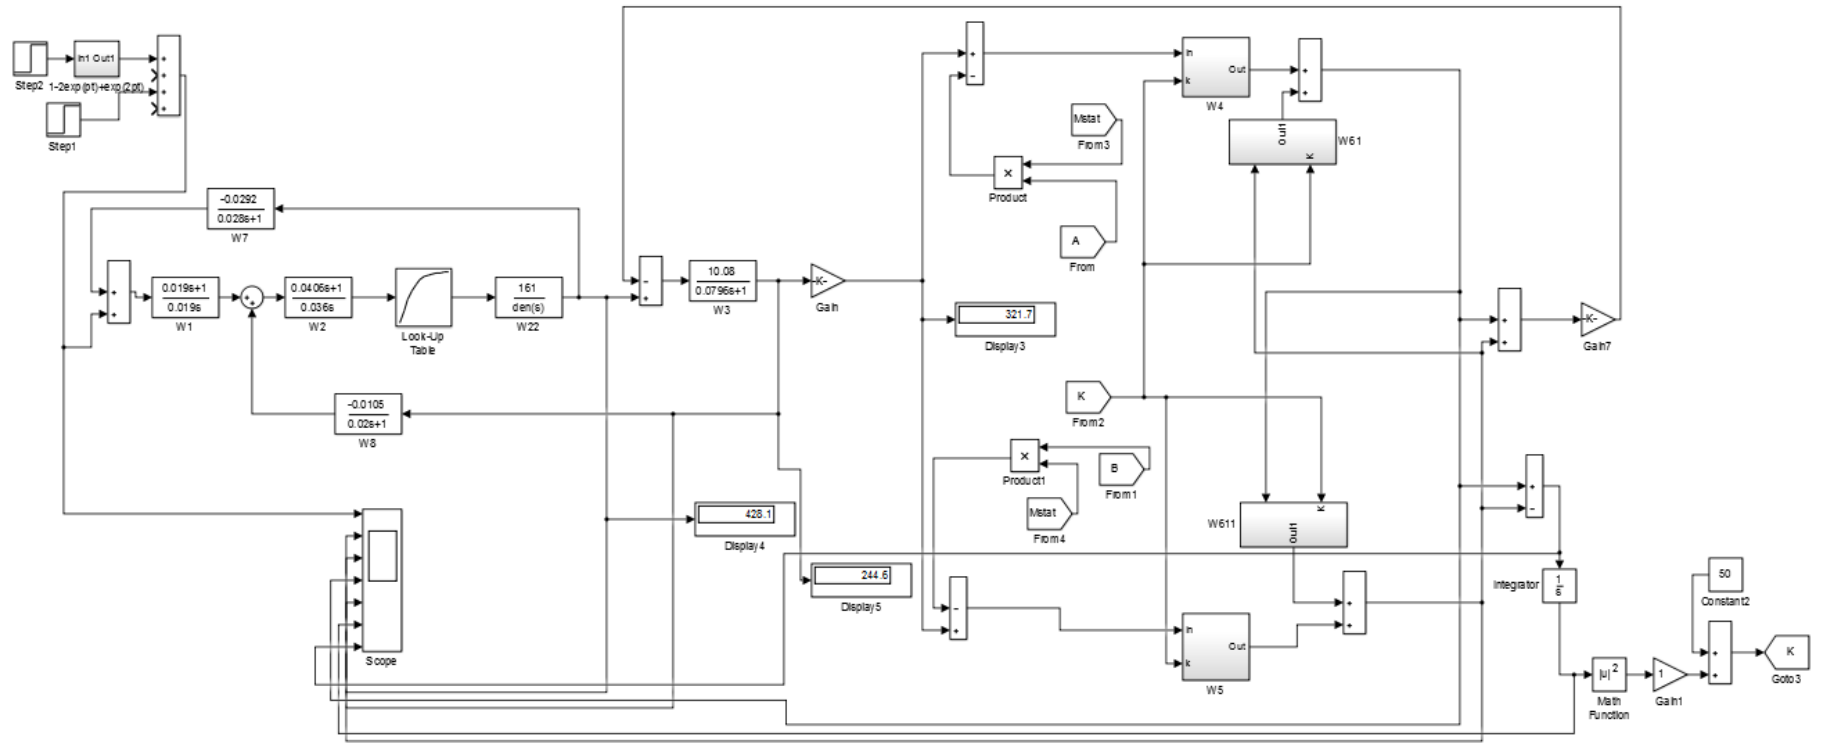 Step2
In1 Out1
1-2exp(pt)+exp(2pt)
+
+
+
+
Step1
-0.0292
0.028s+1
W7
+
+
0.019s+1
0.019s
W1
+
+
0.0406s+1
0.036s
W2
Look-Up
Table
161
den(s)
W22
-0.0105
0.02s+1
W8
Scope
-
+
10.08
0.0796s+1
W3
-K-
Gain
321.7
Display3
428.1
Display4
244.6
Display5
+
-
Mstat
From3
×
Product
A
From
K
From2
×
Product1
B
From1
Mstat
From4
-
+
In
k
Out
W4
+
+
out1
K
W61
W611
K
out1
In
k
Out
W5
+
+
+
+
-K-
Gain7
+
-
Integrator
1
s
50
Constant2
|u|2
Math
Function
1
Gain1
+
+
K
Goto3